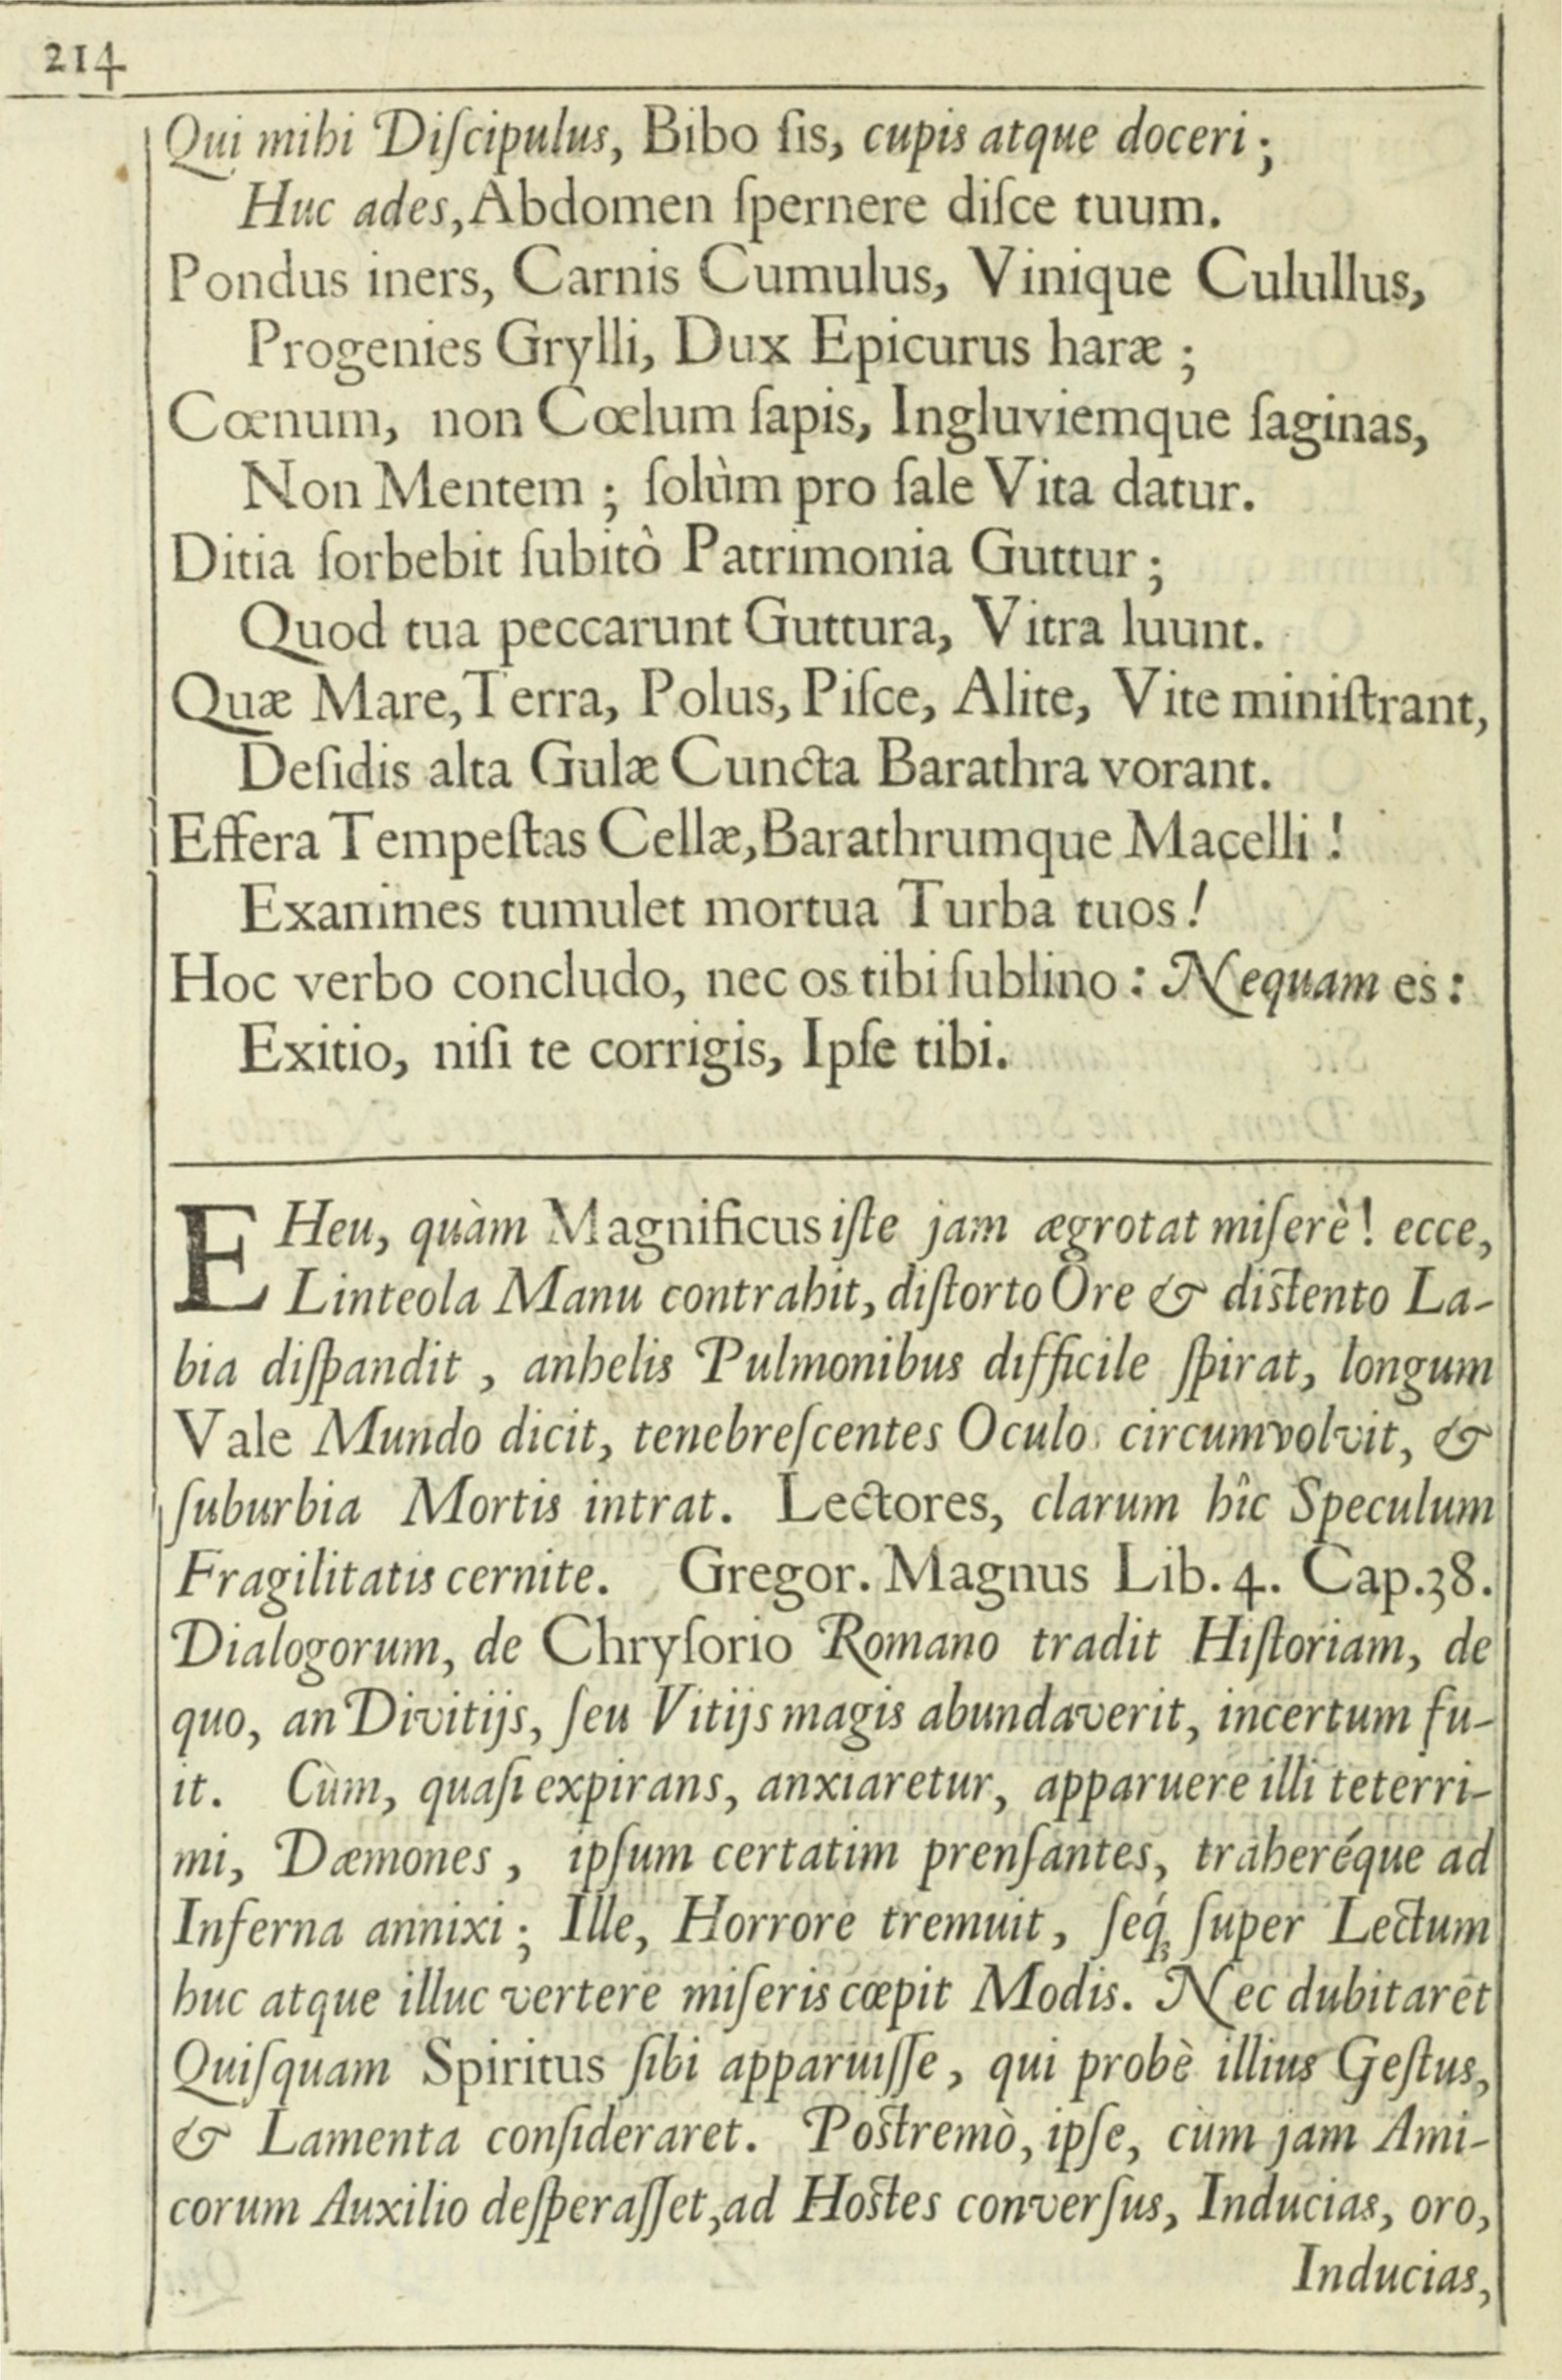 214
Qui mihi Diſcipulus, Bibo ſis, cupis atque doceri;
Huc ades, Abdomen ſpernere diſce tuum.
Pondus iners, Carnis Cumulus, Vinique Culullus,
Progenies Grylli, Dux Epicurus haræ;
Cœnum, non Cœlum ſapis, Ingluviemque ſaginas,
Non Mentem; ſolùm pro ſale Vita datur.
Ditia ſorbebit ſubitò Patrimonia Guttur;
Quod tua peccarunt Guttura, Vitra luunt.
Quæ Mare, Terra, Polus, Piſce, Alite, Vite miniſtrant,
Deſidis alta Gulæ Cuncta Barathra vorant.
Effera Tempeſtas Cellæ, Barathrumque Macelli!
Exanimes tumulet mortua Turba tuos!
Hoc verbo concludo, nec os tibi ſublino: Nequam es:
Exitio, niſi te corrigis, Ipſe tibi.
EHeu, quàm Magnificus iſte jam ægrotat miſerè! ecce,
Linteola Manu contrahit, diſtorto Ore & diſtento La-
bia diſpandit, anhelis Pulmonibus difficile ſpirat, longum
Vale Mundo dicit, tenebreſcentes Oculo circumvolvit, &
ſuburbia Mortis intrat. Lectores, clarum hîc Speculum
Fragilitatis cernite. Gregor. Magnus Lib. 4. Cap. 38.
Dialogorum, de Chryſorio Romano tradit Hiſtoriam, de
quo, an Divitijs, ſeu Vitijs magis abundaverit, incertum fu-
it. Cùm, quaſi expirans, anxiaretur, apparuere illi teterri-
mi, Dæmones, ipſum certatim prenſantes, traheréque ad
Inferna annixi; Ille, Horrore tremuit, ſeq́; ſuper Lectum
huc atque illuc vertere miſeris cœpit Modis. Nec dubitaret
Quiſquam Spiritus ſibi apparuiſſe, qui probè illius Geſtus,
& Lamenta conſideraret. Poſtremò, ipſe, cùm jam Ami-
corum Auxilio deſperaſſet, ad Hoſtes converſus, Inducias, oro,
Inducias,